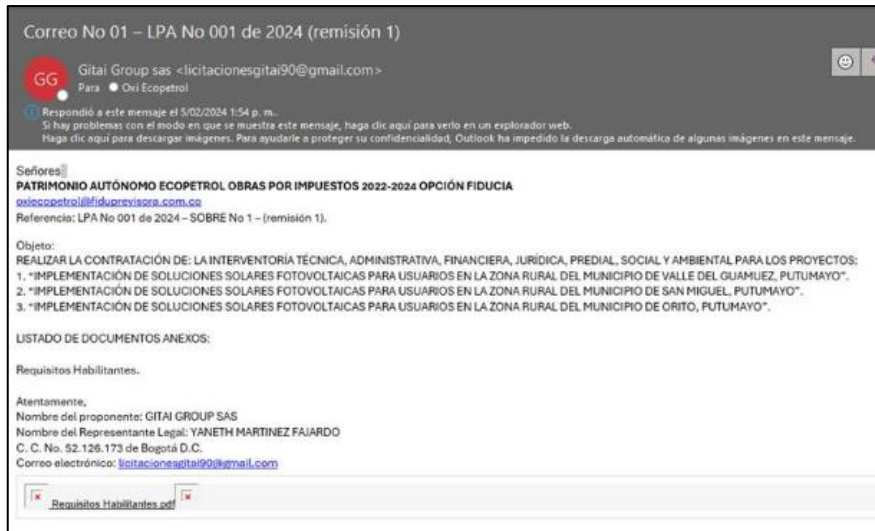 Correo No 01 – LPA No 001 de 2024 (remisión 1)
GG
Gitai Group sas <licitacionesgitai90@gmail.com>
Para Oxi Ecopetrol
Respondió a este mensaje el 5/02/2024 1:54 p. m..
Si hay problemas con el modo en que se muestra este mensaje, haga clic aquí para verlo en un explorador web.
Haga clic aquí para descargar imágenes. Para ayudarle a proteger su confidencialidad, Outlook ha impedido la descarga automática de algunas imágenes en este mensaje.
Señores
PATRIMONIO AUTÓNOMO ECOPETROL OBRAS POR IMPUESTOS 2022-2024 OPCIÓN FIDUCIA
oxiecopetrol@fiduprevisora.com.co
Referencia: LPA No 001 de 2024 – SOBRE No 1 – (remisión 1).
Objeto:
REALIZAR LA CONTRATACIÓN DE: LA INTERVENTORÍA TÉCNICA, ADMINISTRATIVA, FINANCIERA, JURÍDICA, PREDIAL, SOCIAL Y AMBIENTAL PARA LOS PROYECTOS:
1. “IMPLEMENTACIÓN DE SOLUCIONES SOLARES FOTOVOLTAICAS PARA USUARIOS EN LA ZONA RURAL DEL MUNICIPIO DE VALLE DEL GUAMUEZ, PUTUMAYO”.
2. “IMPLEMENTACIÓN DE SOLUCIONES SOLARES FOTOVOLTAICAS PARA USUARIOS EN LA ZONA RURAL DEL MUNICIPIO DE SAN MIGUEL, PUTUMAYO”.
3. “IMPLEMENTACIÓN DE SOLUCIONES SOLARES FOTOVOLTAICAS PARA USUARIOS EN LA ZONA RURAL DEL MUNICIPIO DE ORITO, PUTUMAYO”.
LISTADO DE DOCUMENTOS ANEXOS:
Requisitos Habilitantes.
Atentamente,
Nombre del proponente: GITAI GROUP SAS
Nombre del Representante Legal: YANETH MARTINEZ FAJARDO
C. C. No. 52.126.173 de Bogotá D.C.
Correo electrónico: licitacionesgitai90@gmail.com
Requisitos Habilitantes.pdf